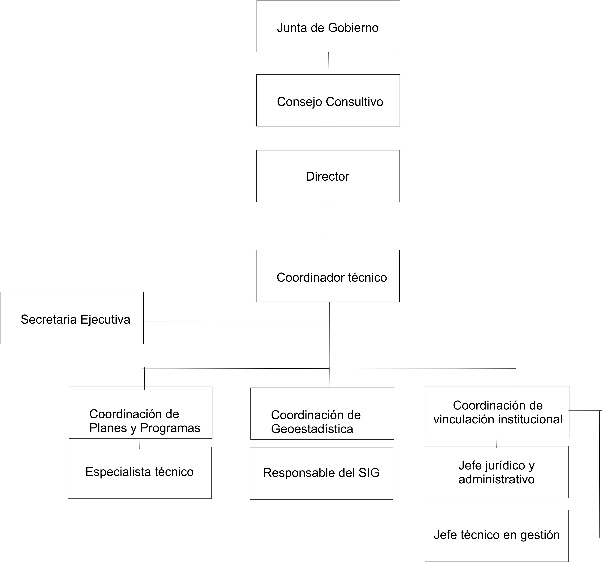 Junta de Gobierno
Consejo Consultivo
Director
Coordinador técnico
Secretaria Ejecutiva
Coordinación de
Planes y Programas
Coordinación de
Geoestadística
Coordinación de
vinculación institucional
Especialista técnico
Responsable del SIG
Jefe jurídico y
administrativo
Jefe técnico en gestión